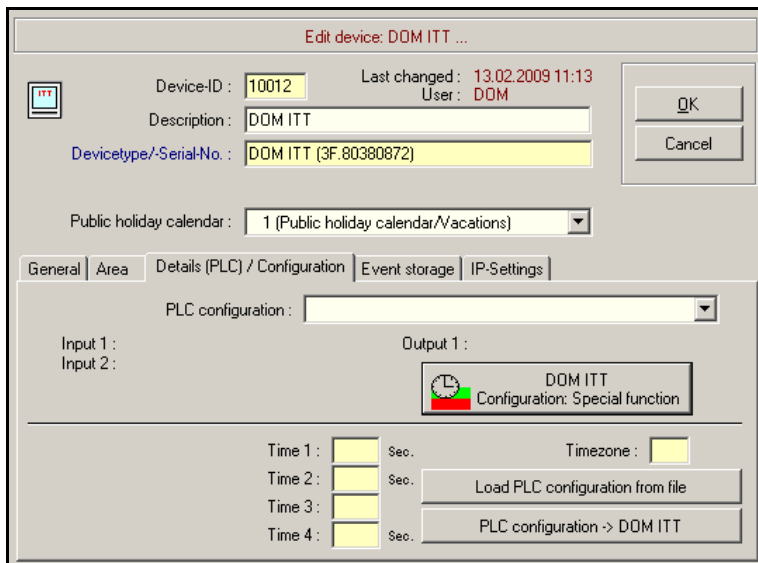 Edit device: DOM ITT ...
ITT
Device-ID : 10012 Last changed : 13.02.2009 11:13
User : DOM
Description : DOM ITT
Devicetype/-Serial-No. : DOM ITT (3F.80380872)
OK
Cancel
Public holiday calendar : 1 (Public holiday calendar/Vacations)
General Area Details (PLC) / Configuration Event storage IP-Settings
PLC configuration :
Input 1 : Output 1 :
Input 2 :
DOM ITT
Configuration: Special function
Time 1 : Sec. Timezone :
Time 2 : Sec. Load PLC configuration from file
Time 3 :
Time 4 : Sec. PLC configuration -> DOM ITT